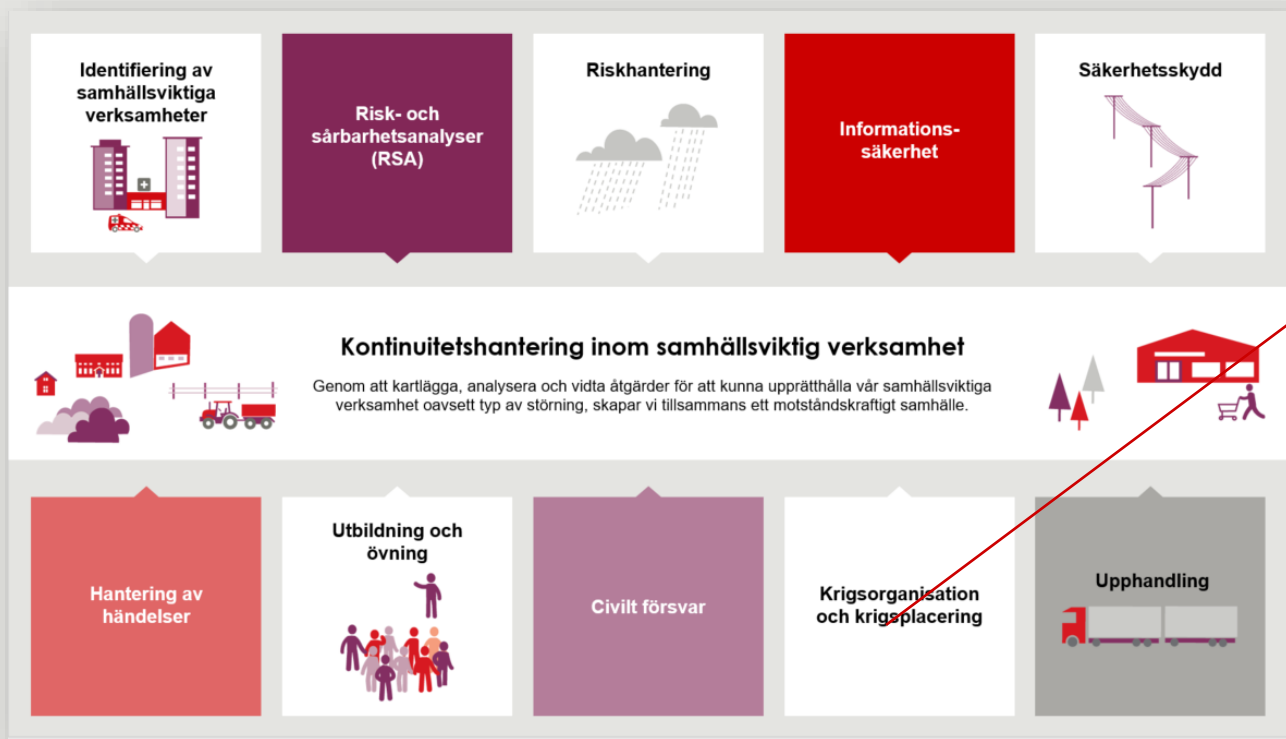 Identifiering av
samhällsviktiga
verksamheter
Risk- och
sårbarhetsanalyser
(RSA)
Riskhantering
Informations-
säkerhet
Säkerhetsskydd
Kontinuitetshantering inom samhällsviktig verksamhet
Genom att kartlägga, analysera och vidta åtgärder för att kunna upprätthålla vår samhällsviktiga
verksamhet oavsett typ av störning, skapar vi tillsammans ett motståndskraftigt samhälle.
Hantering av
händelser
Utbildning och
övning
Civilt försvar
Krigsorganisation
och krigsplacering
Upphandling